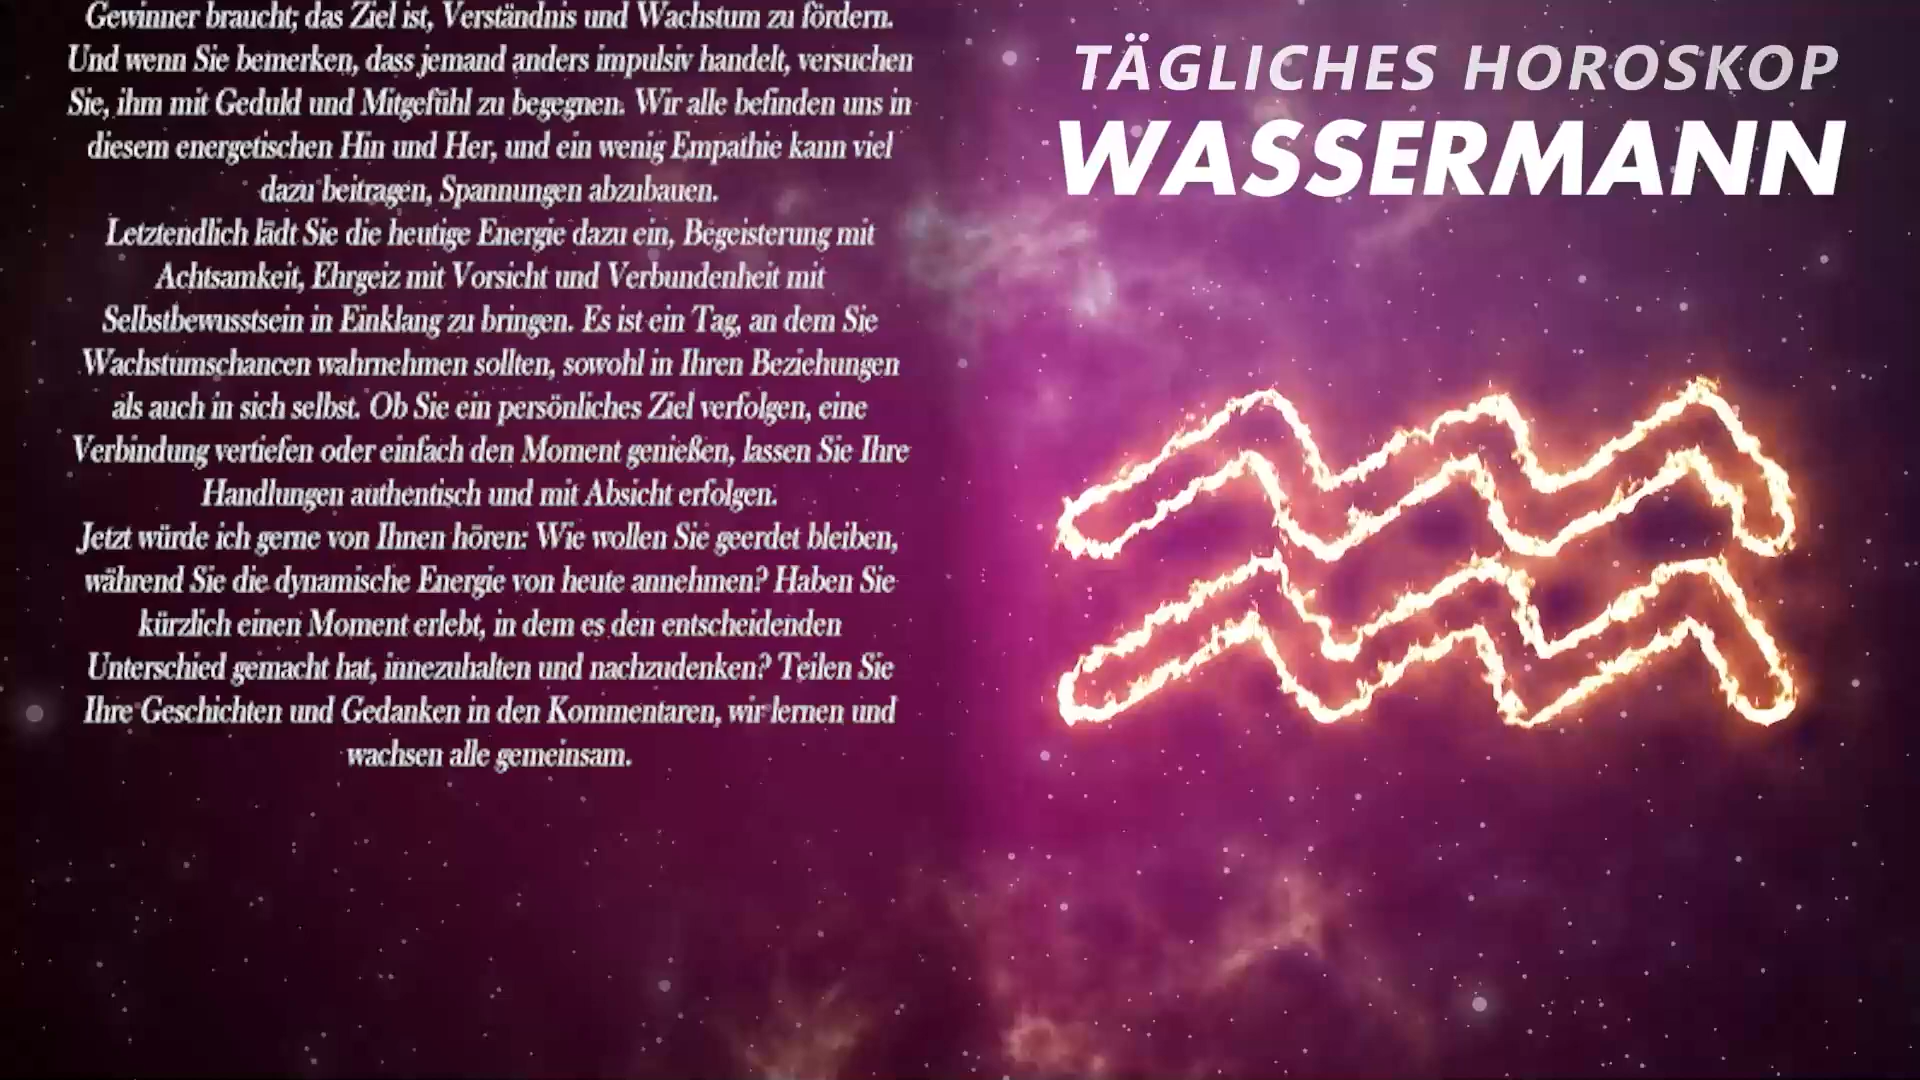 Gewinner braucht; das Ziel ist, Verständnis und Wachstum zu fördern.
Und wenn Sie bemerken, dass jemand anders impulsiv handelt, versuchen
Sie, ihm mit Geduld und Mitgefühl zu begegnen. Wir alle befinden uns in
diesem energetischen Hin und Her, und ein wenig Empathie kann viel
dazu beitragen, Spannungen abzubauen.
Letztendlich lädt Sie die heutige Energie dazu ein, Begeisterung mit
Achtsamkeit, Ehrgeiz mit Vorsicht und Verbundenheit mit
Selbstbewusstsein in Einklang zu bringen. Es ist ein Tag, an dem Sie
Wachstumschancen wahrnehmen sollten, sowohl in Ihren Beziehungen
als auch in sich selbst. Ob Sie ein persönliches Ziel verfolgen, eine
Verbindung vertiefen oder einfach den Moment genießen, lassen Sie Ihre
Handlungen authentisch und mit Absicht erfolgen.
Jetzt würde ich gerne von Ihnen hören: Wie wollen Sie geerdet bleiben,
während Sie die dynamische Energie von heute annehmen? Haben Sie
kürzlich einen Moment erlebt, in dem es den entscheidenden
Unterschied gemacht hat, innezuhalten und nachzudenken? Teilen Sie
Ihre Geschichten und Gedanken in den Kommentaren, wir lernen und
wachsen alle gemeinsam.
TÄGLICHES HOROSKOP
WASSERMANN